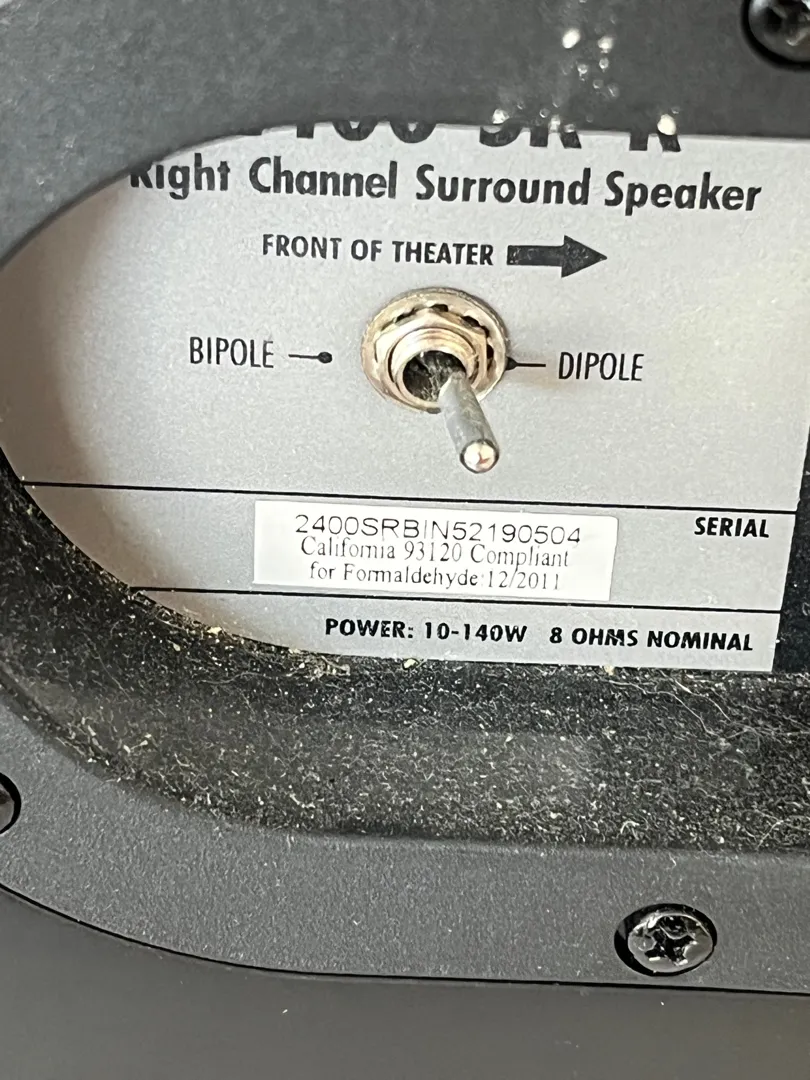 Right Channel Surround Speaker
FRONT OF THEATER
BIPOLE
DIPOLE
2400SRBIN52190504
SERIAL
California 93120 Compliant
for Formaldehyde 12/2011
POWER: 10-140W 8 OHMS NOMINAL